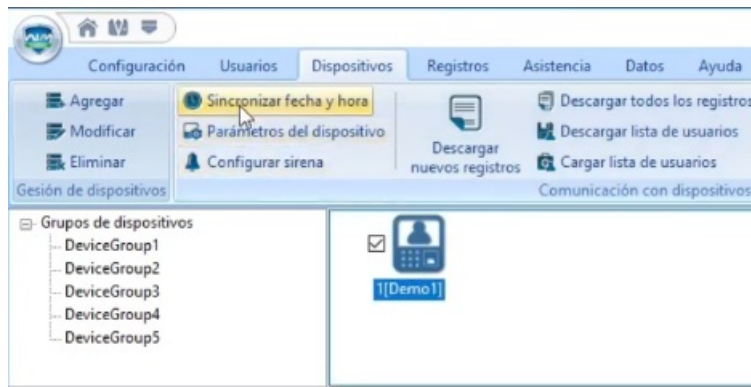 Configuración Usuarios Dispositivos Registros Asistencia Datos Ayuda
Agregar
Modificar
Eliminar
Gestión de dispositivos
Sincronizar fecha y hora
Parámetros del dispositivo
Configurar sirena
Descargar
nuevos registros
Descargar todos los registros
Descargar lista de usuarios
Cargar lista de usuarios
Comunicación con dispositivos
Grupos de dispositivos
DeviceGroup1
DeviceGroup2
DeviceGroup3
DeviceGroup4
DeviceGroup5
1[Demo1]